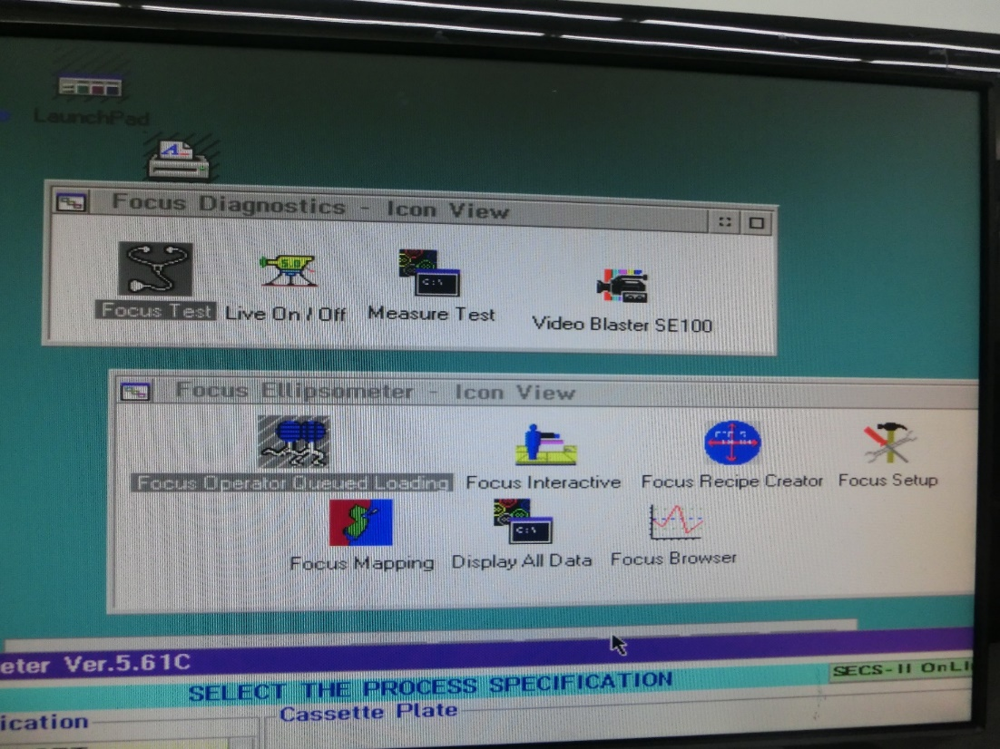 LaunchPad
Focus Diagnostics - Icon View
Focus Test Live On / Off Measure Test Video Blaster SE100
Focus Ellipsometer - Icon View
Focus Operator Queued Loading Focus Interactive Focus Recipe Creator Focus Setup
Focus Mapping Display All Data Focus Browser
eter Ver.5.61C
SELECT THE PROCESS SPECIFICATION
SECS-II OnLi
ication
Cassette Plate